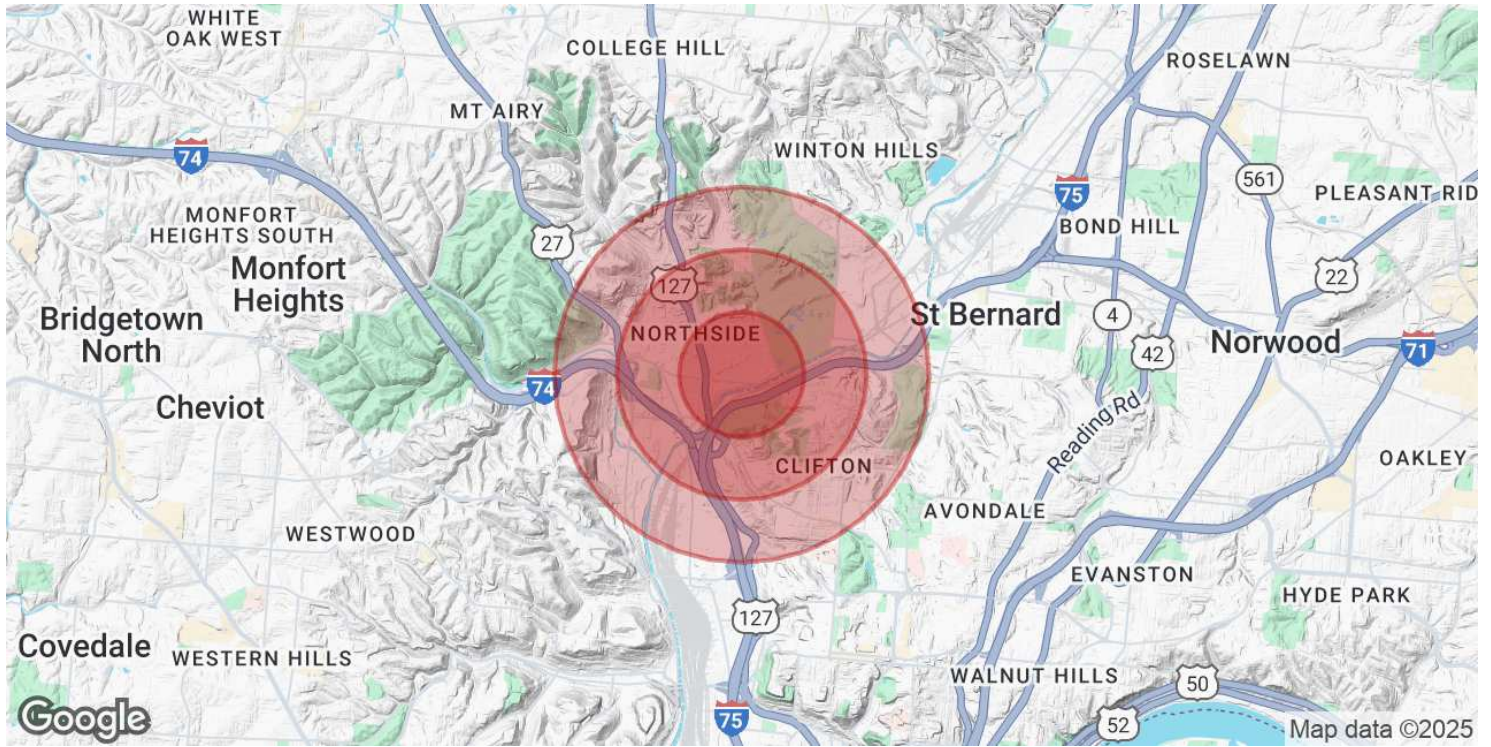 WHITE
OAK WEST
COLLEGE HILL
ROSELAWN
MT AIRY
74
WINTON HILLS
75
561
PLEASANT RID
MONFORT
HEIGHTS SOUTH
27
BOND HILL
Monfort
Heights
127
22
Bridgetown
North
NORTHSIDE
St Bernard
4
Norwood
42
71
74
Cheviot
Reading Rd
CLIFTON
OAKLEY
AVONDALE
WESTWOOD
EVANSTON
HYDE PARK
127
Covedale
WESTERN HILLS
WALNUT HILLS
50
Google
75
52
Map data ©2025